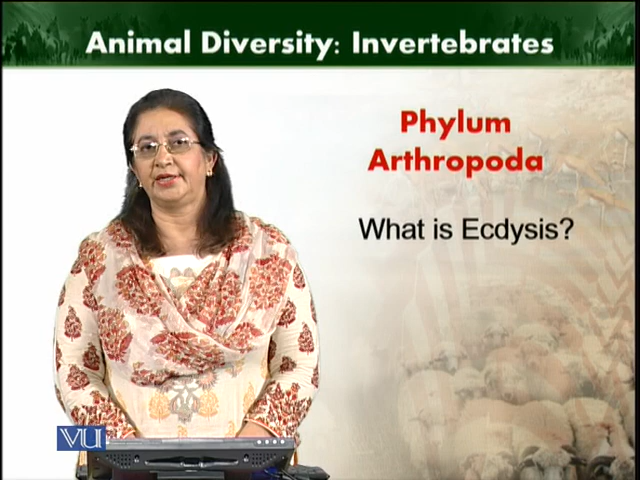 Animal Diversity: Invertebrates
Phylum
Arthropoda
What is Ecdysis?
VU